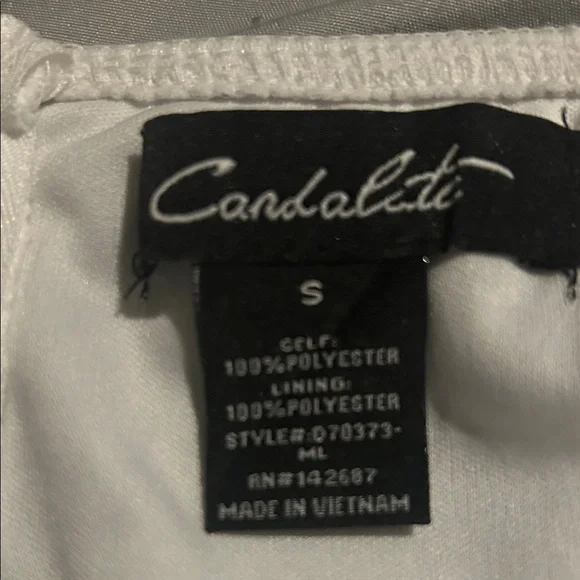 Candalite
S
SELF:
100%POLYESTER
LINING:
100%POLYESTER
STYLE#:D70373-
ML
RN#142687
MADE IN VIETNAM